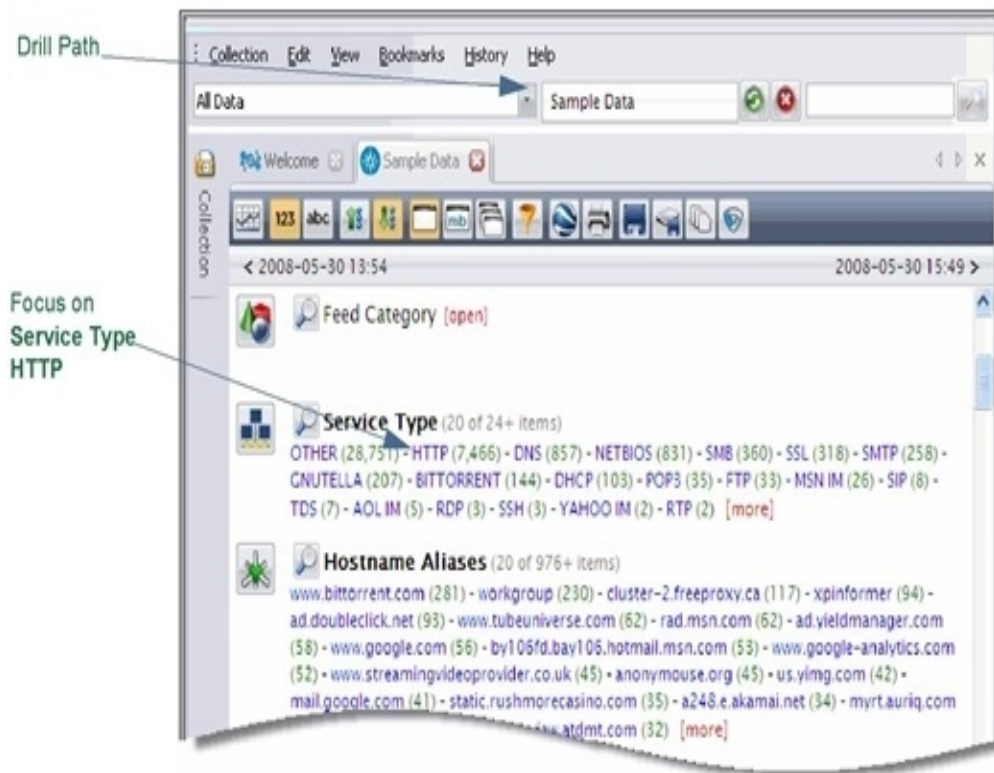 Drill Path
Collection Edit View Bookmarks History Help
All Data
Sample Data
Welcome
Sample Data
Collection
123 abc mb
< 2008-05-30 13:54
2008-05-30 15:49 >
Focus on
Service Type
HTTP
Feed Category [open]
Service Type (20 of 24+ items)
OTHER (28,751) - HTTP (7,466) - DNS (857) - NETBIOS (831) - SMB (360) - SSL (318) - SMTP (258) -
GNUTELLA (207) - BITTORRENT (144) - DHCP (103) - POP3 (35) - FTP (33) - MSN IM (26) - SIP (8) -
TDS (7) - AOL IM (5) - RDP (3) - SSH (3) - YAHOO IM (2) - RTP (2) [more]
Hostname Aliases (20 of 976+ items)
www.bittorrent.com (281) - workgroup (230) - cluster-2.freeproxy.ca (117) - xpinformer (94) -
ad.doubleclick.net (93) - www.tubeuniverse.com (62) - rad.msn.com (62) - ad.yieldmanager.com
(58) - www.google.com (56) - by106fd.bay106.hotmail.msn.com (53) - www.google-analytics.com
(52) - www.streamingvideoprovider.co.uk (45) - anonymouse.org (45) - us.yimg.com (42) -
mail.google.com (41) - static.rushmorecasino.com (35) - a248.e.akamai.net (34) - myrt.auriq.com
.atdmt.com (32) [more]